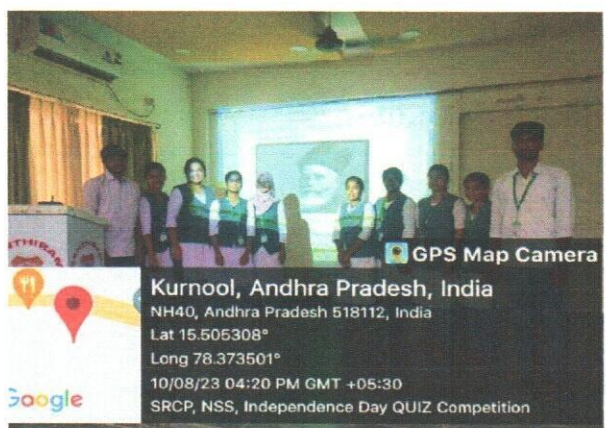 THIRAM
GPS Map Camera
Kurnool, Andhra Pradesh, India
NH40, Andhra Pradesh 518112, India
Lat 15.505308°
Long 78.373501°
10/08/23 04:20 PM GMT +05:30
SRCP, NSS, Independence Day QUIZ Competition
Google